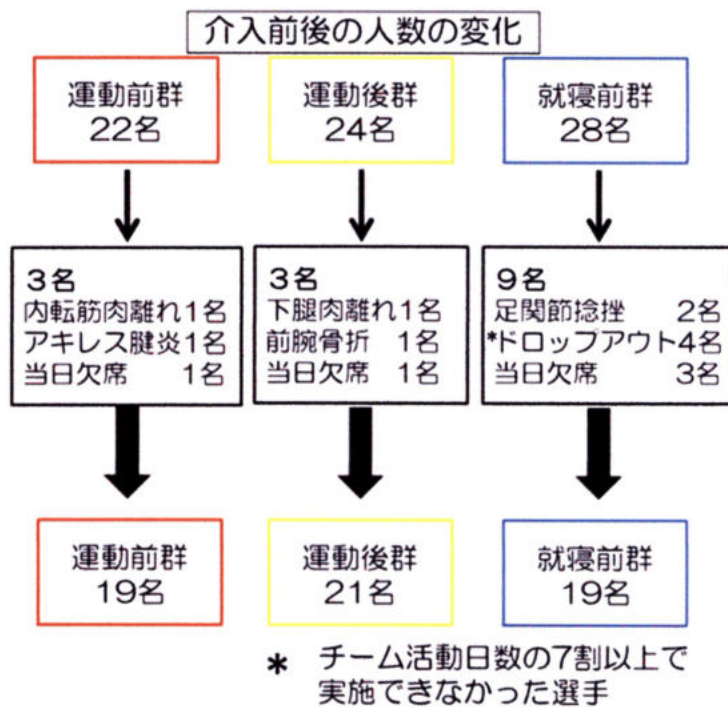 介入前後の人数の変化
運動前群
22名
運動後群
24名
就寝前群
28名
3名
内転筋肉離れ1名
アキレス腱炎1名
当日欠席 1名
3名
下腿肉離れ1名
前腕骨折 1名
当日欠席 1名
9名
足関節捻挫 2名
*ドロップアウト4名
当日欠席 3名
運動前群
19名
運動後群
21名
就寝前群
19名
* チーム活動日数の7割以上で
実施できなかった選手